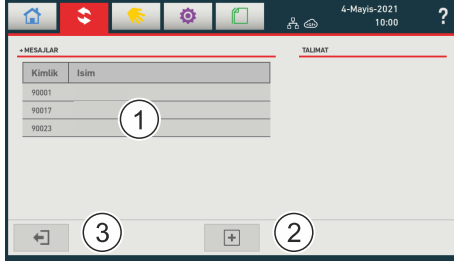 4-Mayis-2021
10:00
?
+MESAJLAR
TALIMAT
Kimlik Isim
90001
90017
90023
1
3
2